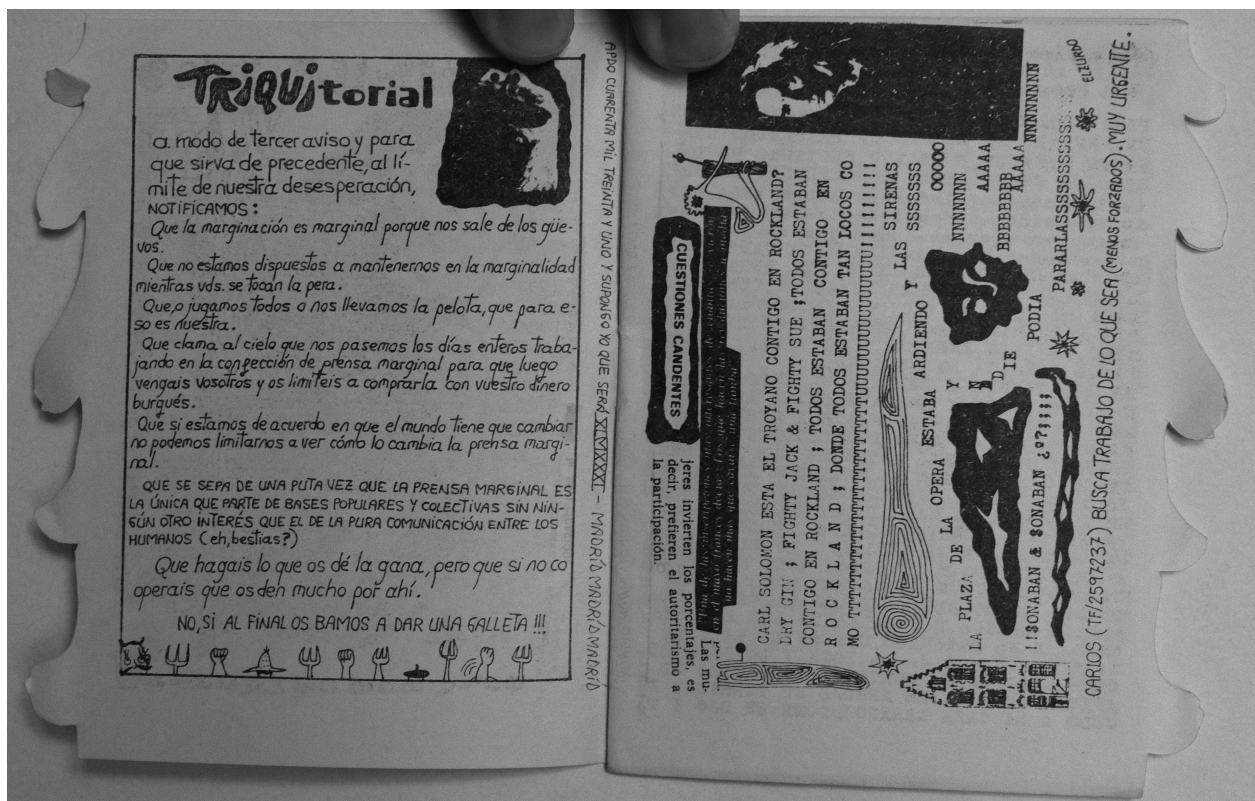 TRIQUItorial
a modo de tercer aviso y para
que sirva de precedente, al lí-
mite de nuestra desesperación,
NOTIFICAMOS:
Que la marginación es marginal porque nos sale de los güe-
vos.
Que no estamos dispuestos a mantenernos en la marginalidad
mientras vds. se tocan la pera.
Que, o jugamos todos o nos llevamos la pelota, que para e-
so es nuestra.
Que clama al cielo que nos pasemos los días enteros traba-
jando en la confección de prensa marginal para que luego
vengais vosotros y os limiteis a comprarla con vuestro dinero
burgués.
Que si estamos de acuerdo en que el mundo tiene que cambiar
no podemos limitarnos a ver cómo lo cambia la prensa margi-
nal.
QUE SE SEPA DE UNA PUTA VEZ QUE LA PRENSA MARGINAL ES
LA ÚNICA QUE PARTE DE BASES POPULARES Y COLECTIVAS SIN NIN-
GÚN OTRO INTERÉS QUE EL DE LA PURA COMUNICACIÓN ENTRE LOS
HUMANOS (eh, bestias?)
Que hagais lo que os dé la gana, pero que si no co
operais que os den mucho por ahí.
NO, SI AL FINAL OS BAMOS A DAR UNA GALLETA !!!
APDO CUARENTA MIL TREINTA Y UNO Y SUPONGO YO QUE SERÁ - MADRID MADRID MADRID
CUESTIONES CANDENTES
Las mu-
jeres invierten los porcentajes, es
decir, prefieren el autoritarismo a
la participación.
CARL SOLOMON ESTA EL TROYANO CONTIGO EN ROCKLAND?
DRY GIN ; FIGHTY JACK & FIGHTY SUE ;TODOS ESTABAN
CONTIGO EN ROCKLAND ; TODOS ESTABAN CONTIGO EN
R O C K L A N D ; DONDE TODOS ESTABAN TAN LOCOS CO
MO
LA PLAZA DE LA OPERA ESTABA ARDIENDO Y LAS SIRENAS
SSSSSSS
OOOOO
NNNNNNN
AAAAA
BBBBBBBB
AAAAA
NNNNNNNN
!!SONABAN & SONABAN ¿º?;;;;
Y
NADIE PODIA
ELZURDO
CARLOS (TF/2597237) BUSCA TRABAJO DE LO QUE SEA (MENOS FORZADOS). MUY URGENTE.